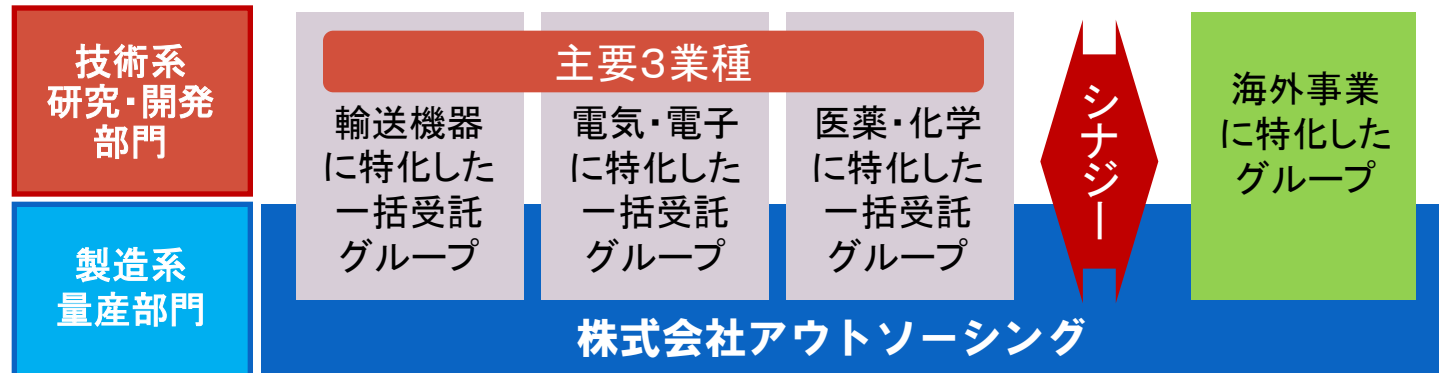 技術系
研究・開発
部門
製造系
量産部門
主要3業種
輸送機器
に特化した
一括受託
グループ
電気・電子
に特化した
一括受託
グループ
医薬・化学
に特化した
一括受託
グループ
シナジー
海外事業
に特化した
グループ
株式会社アウトソーシング